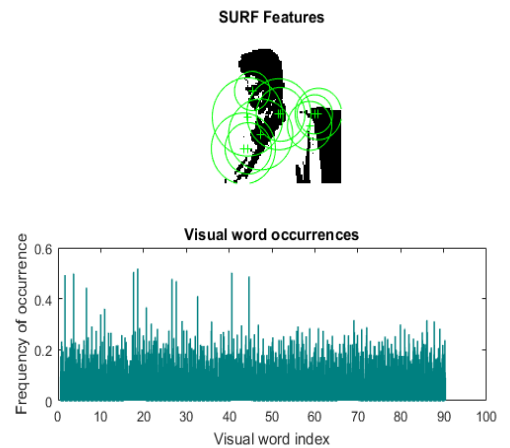 SURF Features
Visual word occurrences
Frequency of occurrence
0.6
0.4
0.2
0
0 10 20 30 40 50 60 70 80 90 100
Visual word index